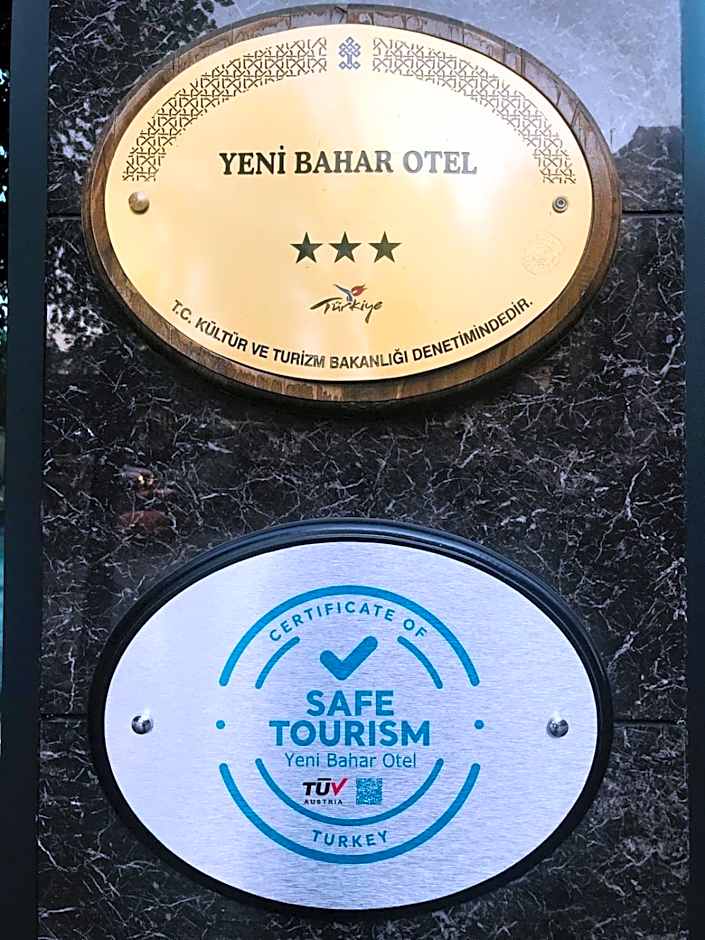 YENİ BAHAR OTEL
★★★
Türkiye
T.C. KÜLTÜR VE TURİZM BAKANLIĞI DENETİMİNDEDİR.
CERTIFICATE OF
SAFE
TOURISM
Yeni Bahar Otel
TÜV
AUSTRIA
TURKEY